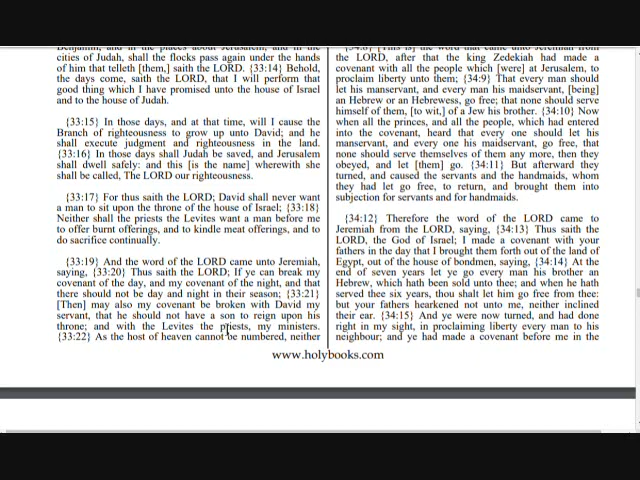 Benjamin, and in the places about Jerusalem, and in the
cities of Judah, shall the flocks pass again under the hands
of him that telleth [them,] saith the LORD. {33:14} Behold,
the days come, saith the LORD, that I will perform that
good thing which I have promised unto the house of Israel
and to the house of Judah.
{33:15} In those days, and at that time, will I cause the
Branch of righteousness to grow up unto David; and he
shall execute judgment and righteousness in the land.
{33:16} In those days shall Judah be saved, and Jerusalem
shall dwell safely: and this [is the name] wherewith she
shall be called, The LORD our righteousness.
{33:17} For thus saith the LORD; David shall never want
a man to sit upon the throne of the house of Israel; {33:18}
Neither shall the priests the Levites want a man before me
to offer burnt offerings, and to kindle meat offerings, and to
do sacrifice continually.
{33:19} And the word of the LORD came unto Jeremiah,
saying, {33:20} Thus saith the LORD; If ye can break my
covenant of the day, and my covenant of the night, and that
there should not be day and night in their season; {33:21}
[Then] may also my covenant be broken with David my
servant, that he should not have a son to reign upon his
throne; and with the Levites the priests, my ministers.
{33:22} As the host of heaven cannot be numbered, neither
{34:8} [This is] the word that came unto Jeremiah from
the LORD, after that the king Zedekiah had made a
covenant with all the people which [were] at Jerusalem, to
proclaim liberty unto them; {34:9} That every man should
let his manservant, and every man his maidservant, [being]
an Hebrew or an Hebrewess, go free; that none should serve
himself of them, [to wit,] of a Jew his brother. {34:10} Now
when all the princes, and all the people, which had entered
into the covenant, heard that every one should let his
manservant, and every one his maidservant, go free, that
none should serve themselves of them any more, then they
obeyed, and let [them] go. {34:11} But afterward they
turned, and caused the servants and the handmaids, whom
they had let go free, to return, and brought them into
subjection for servants and for handmaids.
{34:12} Therefore the word of the LORD came to
Jeremiah from the LORD, saying, {34:13} Thus saith the
LORD, the God of Israel; I made a covenant with your
fathers in the day that I brought them forth out of the land of
Egypt, out of the house of bondmen, saying, {34:14} At the
end of seven years let ye go every man his brother an
Hebrew, which hath been sold unto thee; and when he hath
served thee six years, thou shalt let him go free from thee:
but your fathers hearkened not unto me, neither inclined
their ear. {34:15} And ye were now turned, and had done
right in my sight, in proclaiming liberty every man to his
neighbour; and ye had made a covenant before me in the
www.holybooks.com